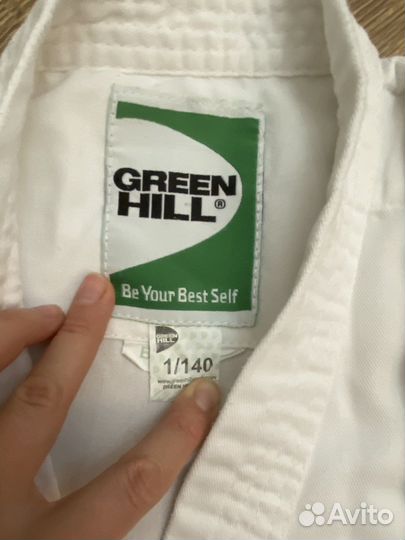 GREEN
HILL®
Be Your Best Self
GREEN
HILL
1/140
Avito